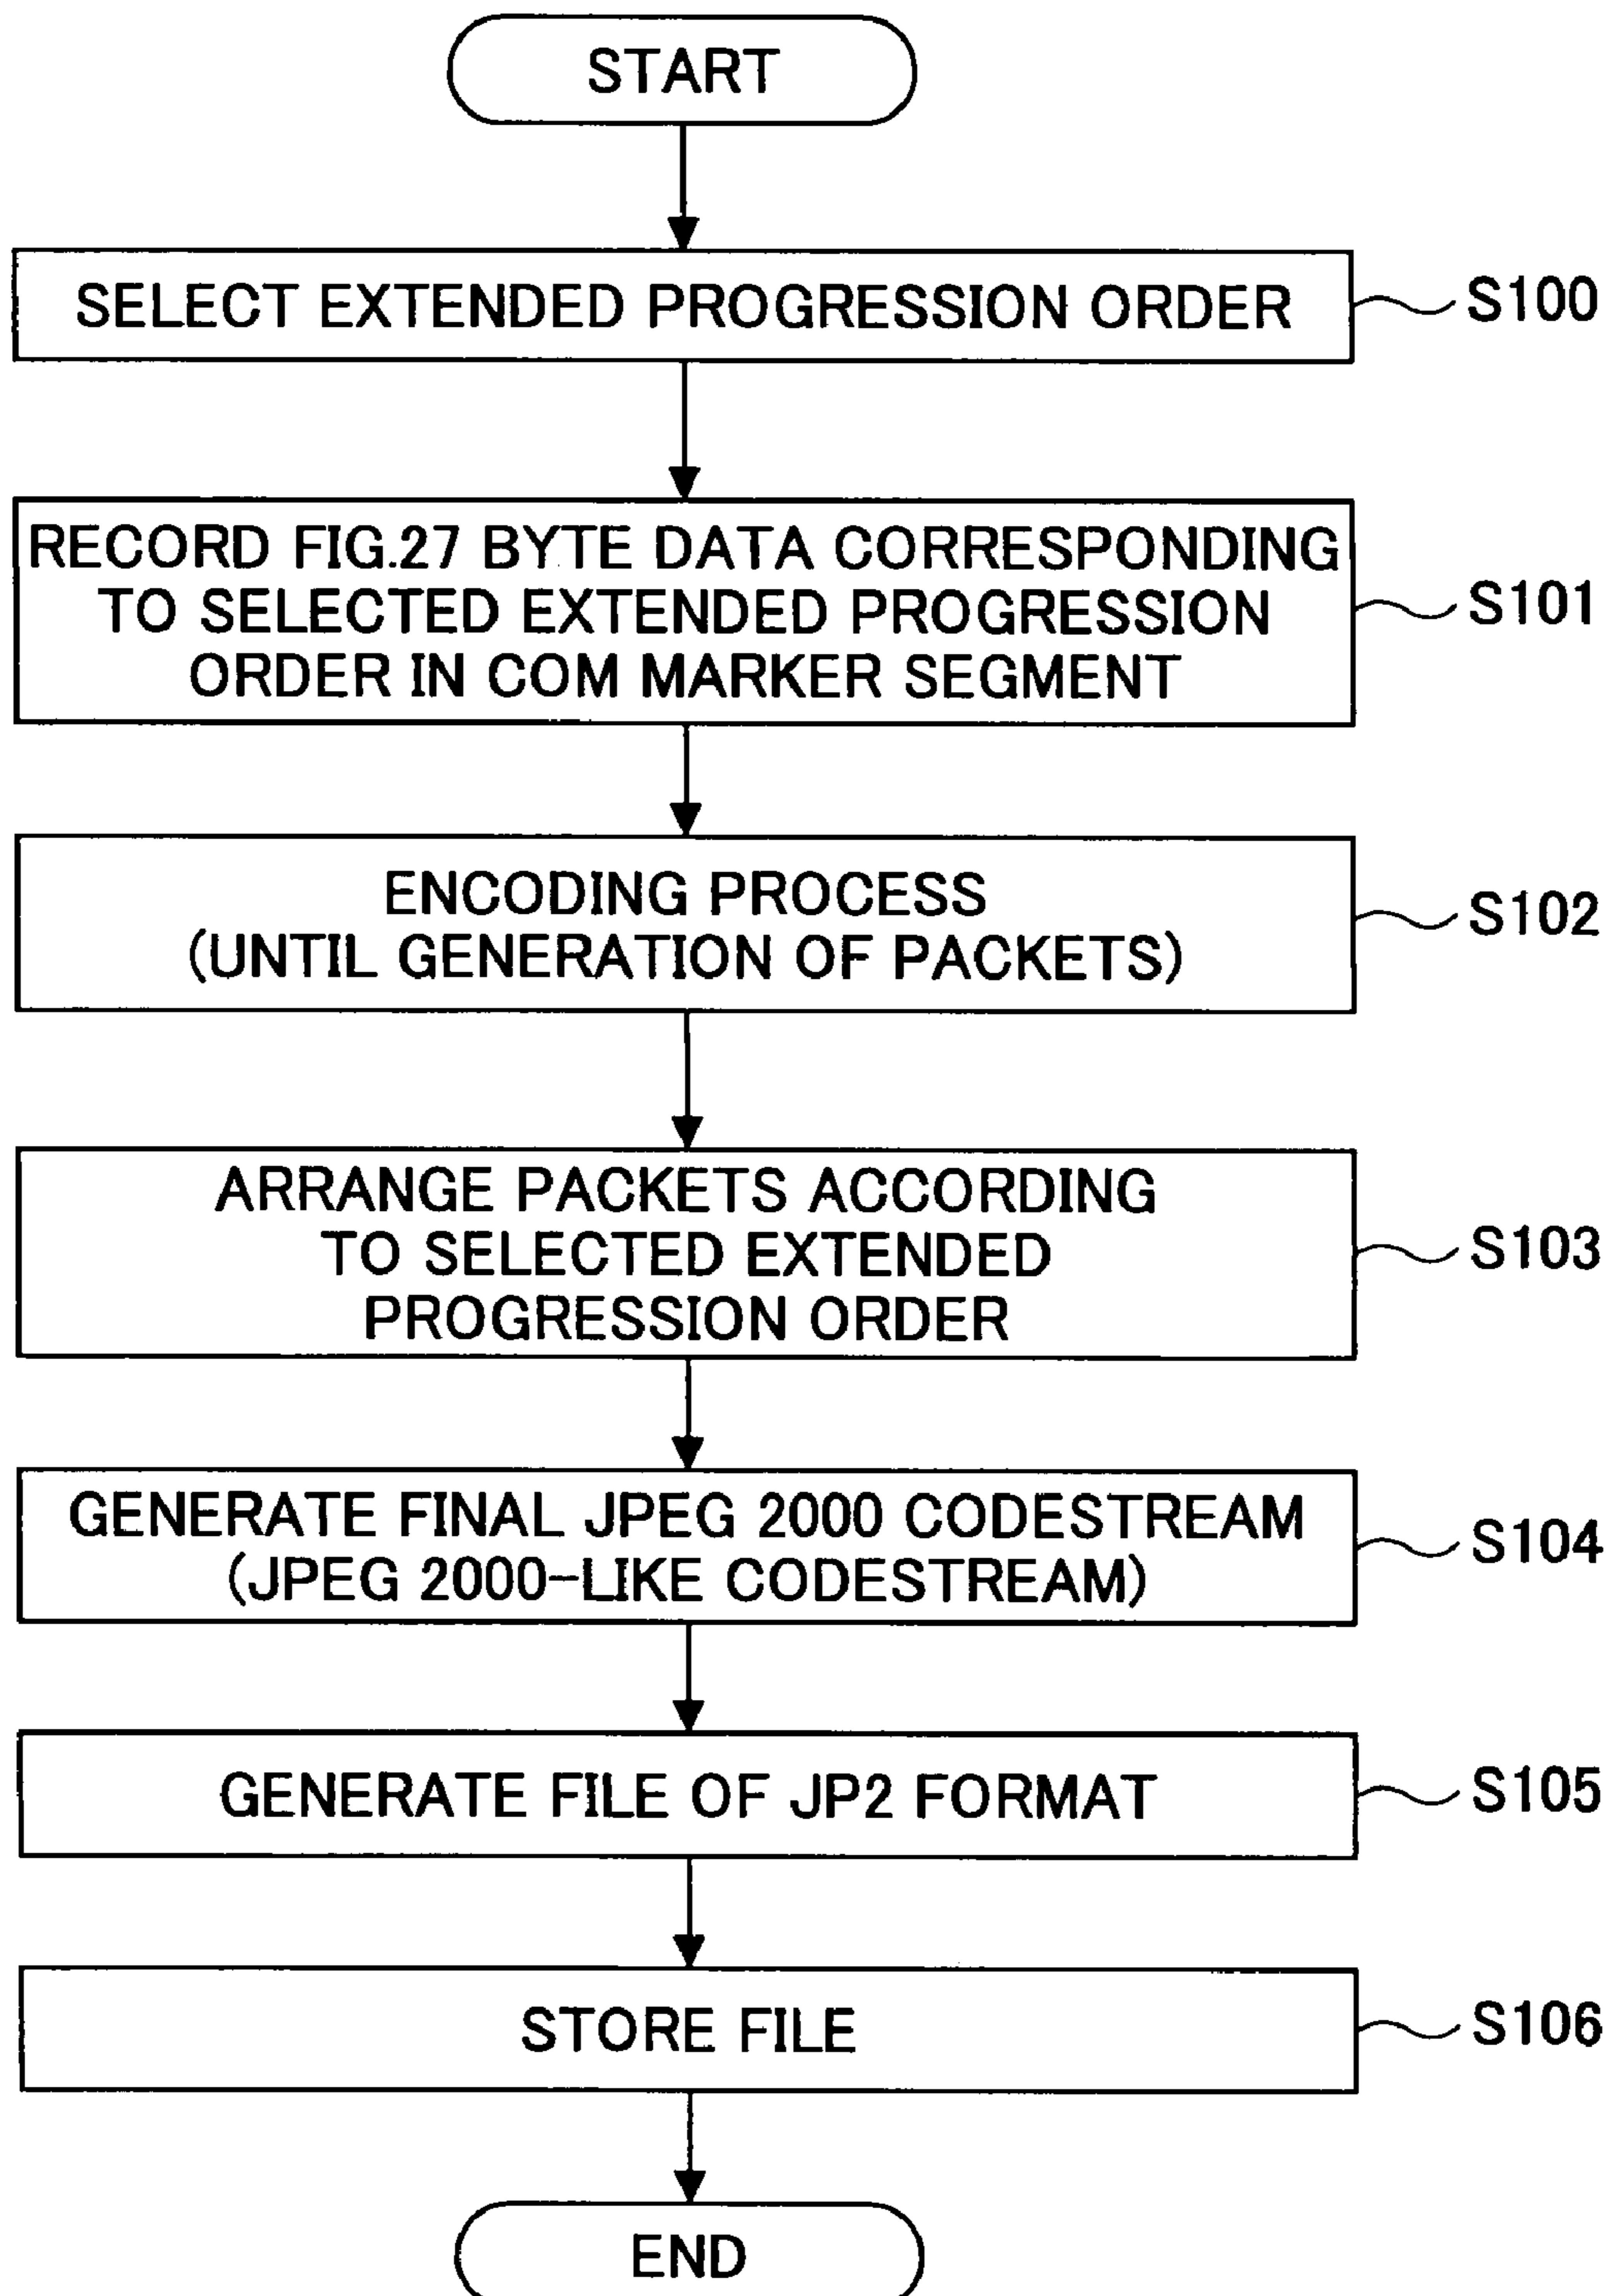 START
SELECT EXTENDED PROGRESSION ORDER
S100
RECORD FIG.27 BYTE DATA CORRESPONDING
TO SELECTED EXTENDED PROGRESSION
ORDER IN COM MARKER SEGMENT
S101
ENCODING PROCESS
(UNTIL GENERATION OF PACKETS)
S102
ARRANGE PACKETS ACCORDING
TO SELECTED EXTENDED
PROGRESSION ORDER
S103
GENERATE FINAL JPEG 2000 CODESTREAM
(JPEG 2000-LIKE CODESTREAM)
S104
GENERATE FILE OF JP2 FORMAT
S105
STORE FILE
S106
END